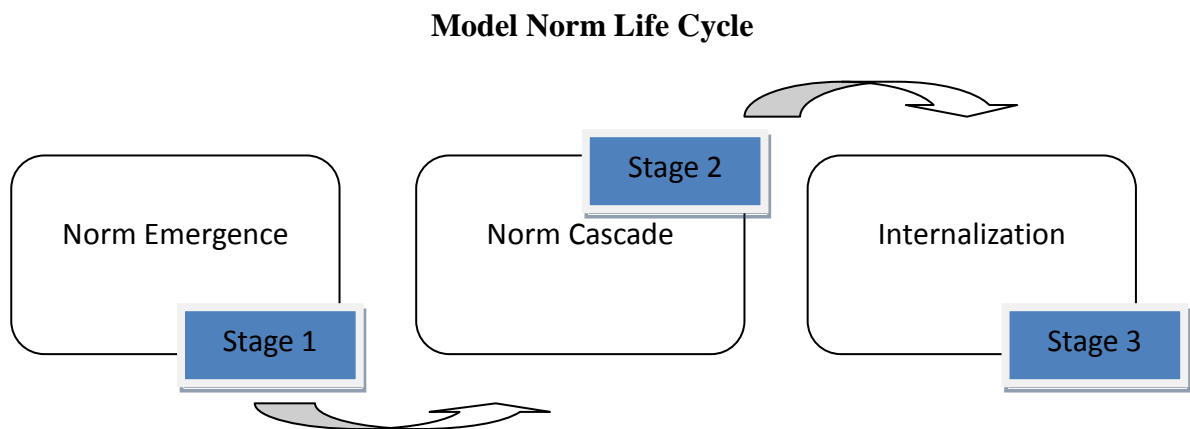 Model Norm Life Cycle
Norm Emergence
Stage 1
Norm Cascade
Stage 2
Internalization
Stage 3